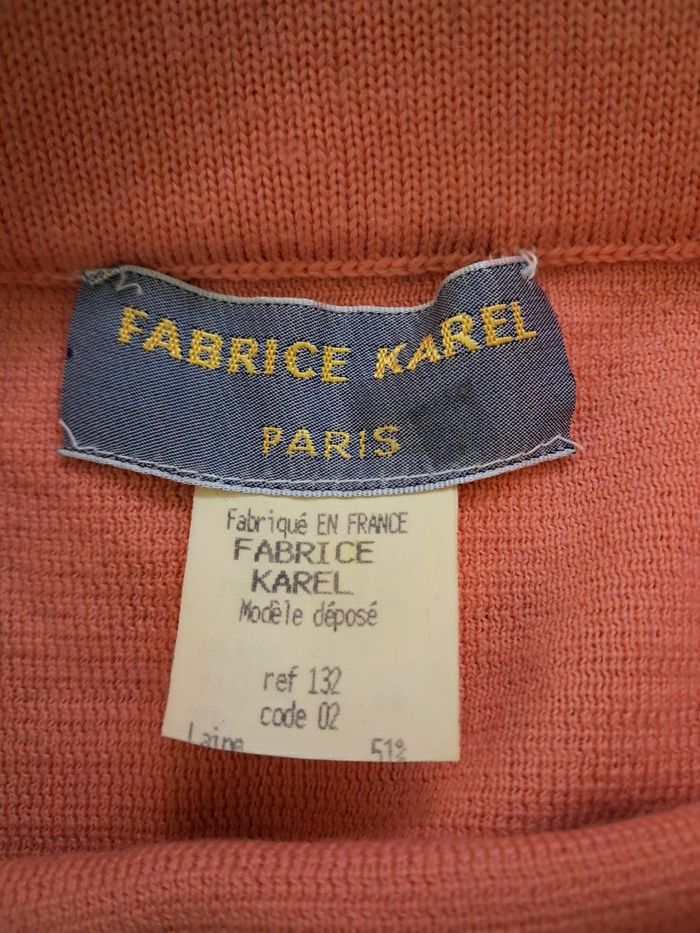 FABRICE KAREL
PARIS
Fabriqué EN FRANCE
FABRICE
KAREL
Modèle déposé
ref 132
code 02
Laine 51%